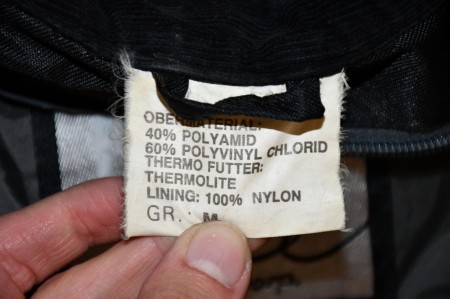 OBERMATERIAL:
40% POLYAMID
60% POLYVINYL CHLORID
THERMO FUTTER:
THERMOLITE
LINING: 100% NYLON
GR.: M